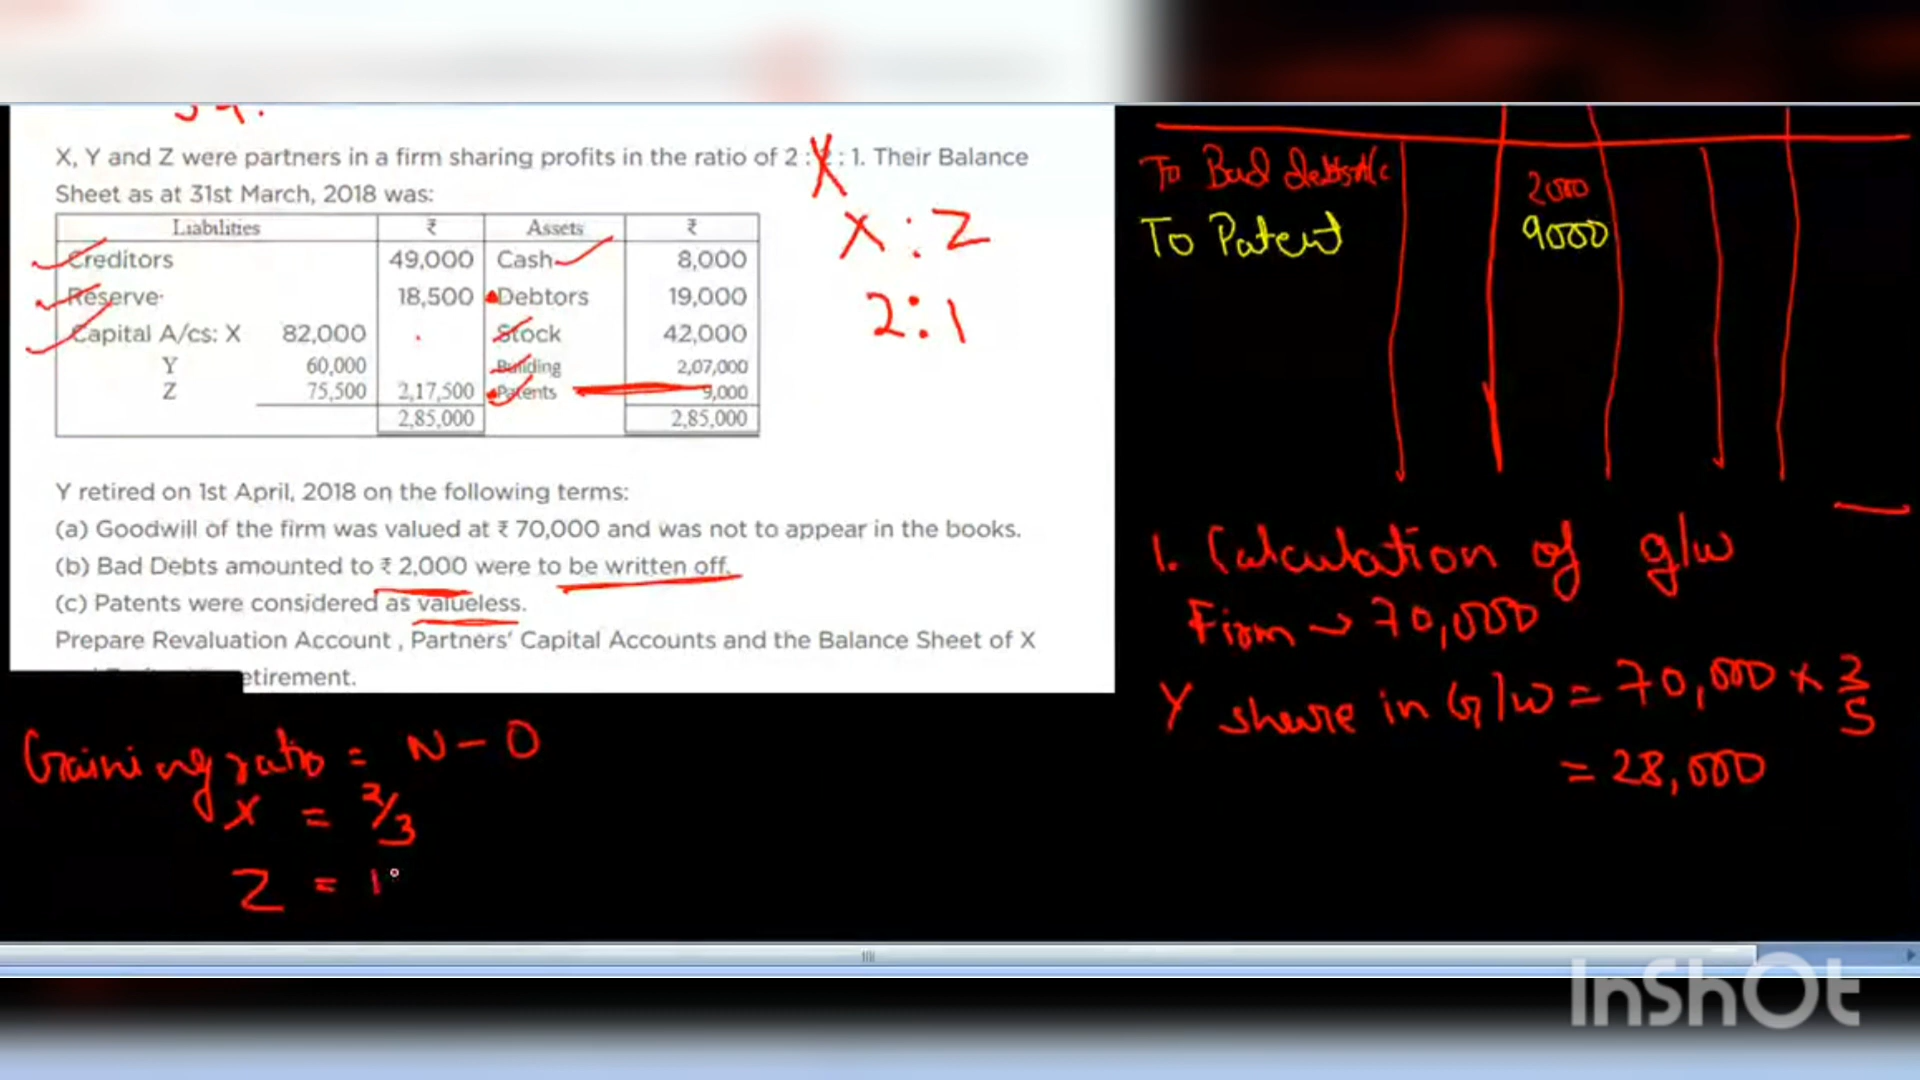 X, Y and Z were partners in a firm sharing profits in the ratio of 2 : 2 : 1. Their Balance
Sheet as at 31st March, 2018 was:
Liabilities ₹ Assets ₹
Creditors 49,000 Cash 8,000
Reserve 18,500 Debtors 19,000
Capital A/cs: X 82,000 Stock 42,000
Y 60,000 Building 2,07,000
Z 75,500 2,17,500 Patents 9,000
2,85,000 2,85,000
X : Z
2 : 1
Y retired on 1st April, 2018 on the following terms:
(a) Goodwill of the firm was valued at ₹ 70,000 and was not to appear in the books.
(b) Bad Debts amounted to ₹ 2,000 were to be written off.
(c) Patents were considered as valueless.
Prepare Revaluation Account , Partners' Capital Accounts and the Balance Sheet of X
etirement.
Gaining ratio = N - O
X = 2/3
Z = 1
To Bad debts A/c 2000
To Patent 9000
1. Calculation of g/w
Firm → 70,000
Y share in G/w = 70,000 × 2/5
= 28,000
InShOt